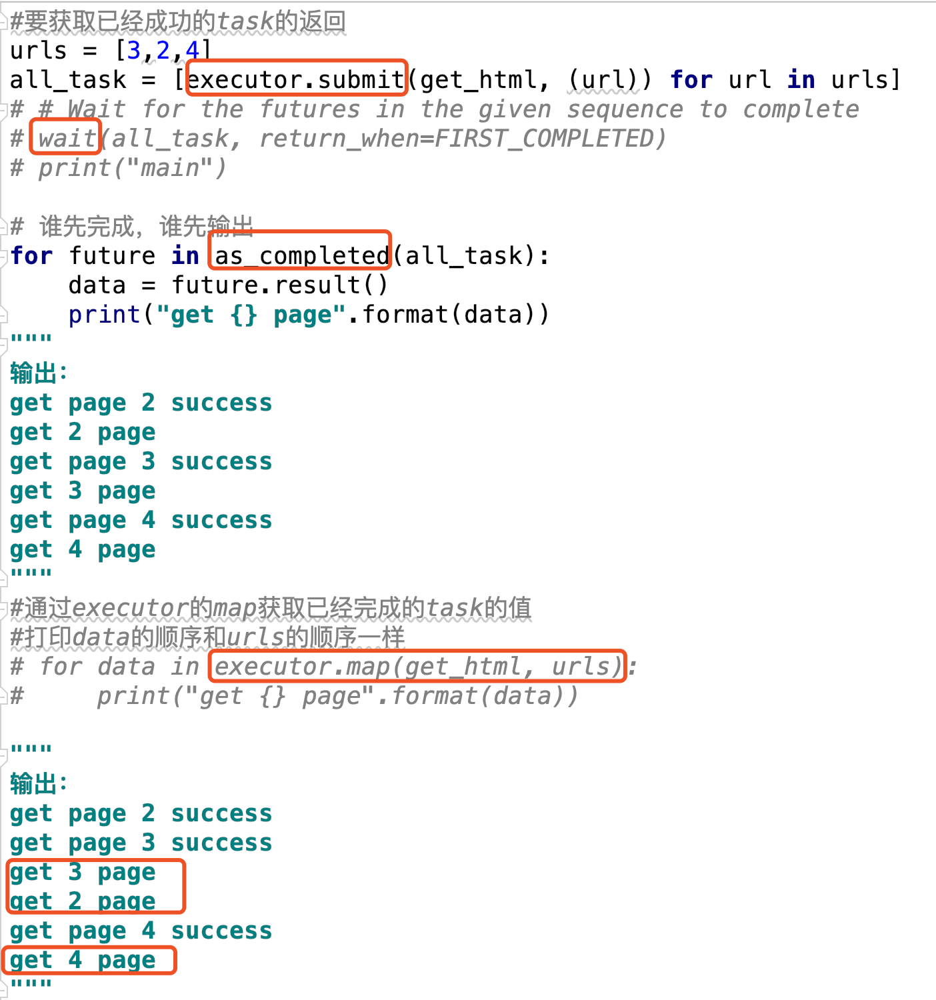 #要获取已经成功的task的返回
urls = [3,2,4]
all_task = [executor.submit(get_html, (url)) for url in urls]
# # Wait for the futures in the given sequence to complete
# wait(all_task, return_when=FIRST_COMPLETED)
# print("main")
# 谁先完成，谁先输出
for future in as_completed(all_task):
    data = future.result()
    print("get {} page".format(data))
"""
输出：
get page 2 success
get 2 page
get page 3 success
get 3 page
get page 4 success
get 4 page
"""
#通过executor的map获取已经完成的task的值
#打印data的顺序和urls的顺序一样
# for data in executor.map(get_html, urls):
#     print("get {} page".format(data))
"""
输出：
get page 2 success
get page 3 success
get 3 page
get 2 page
get page 4 success
get 4 page
"""